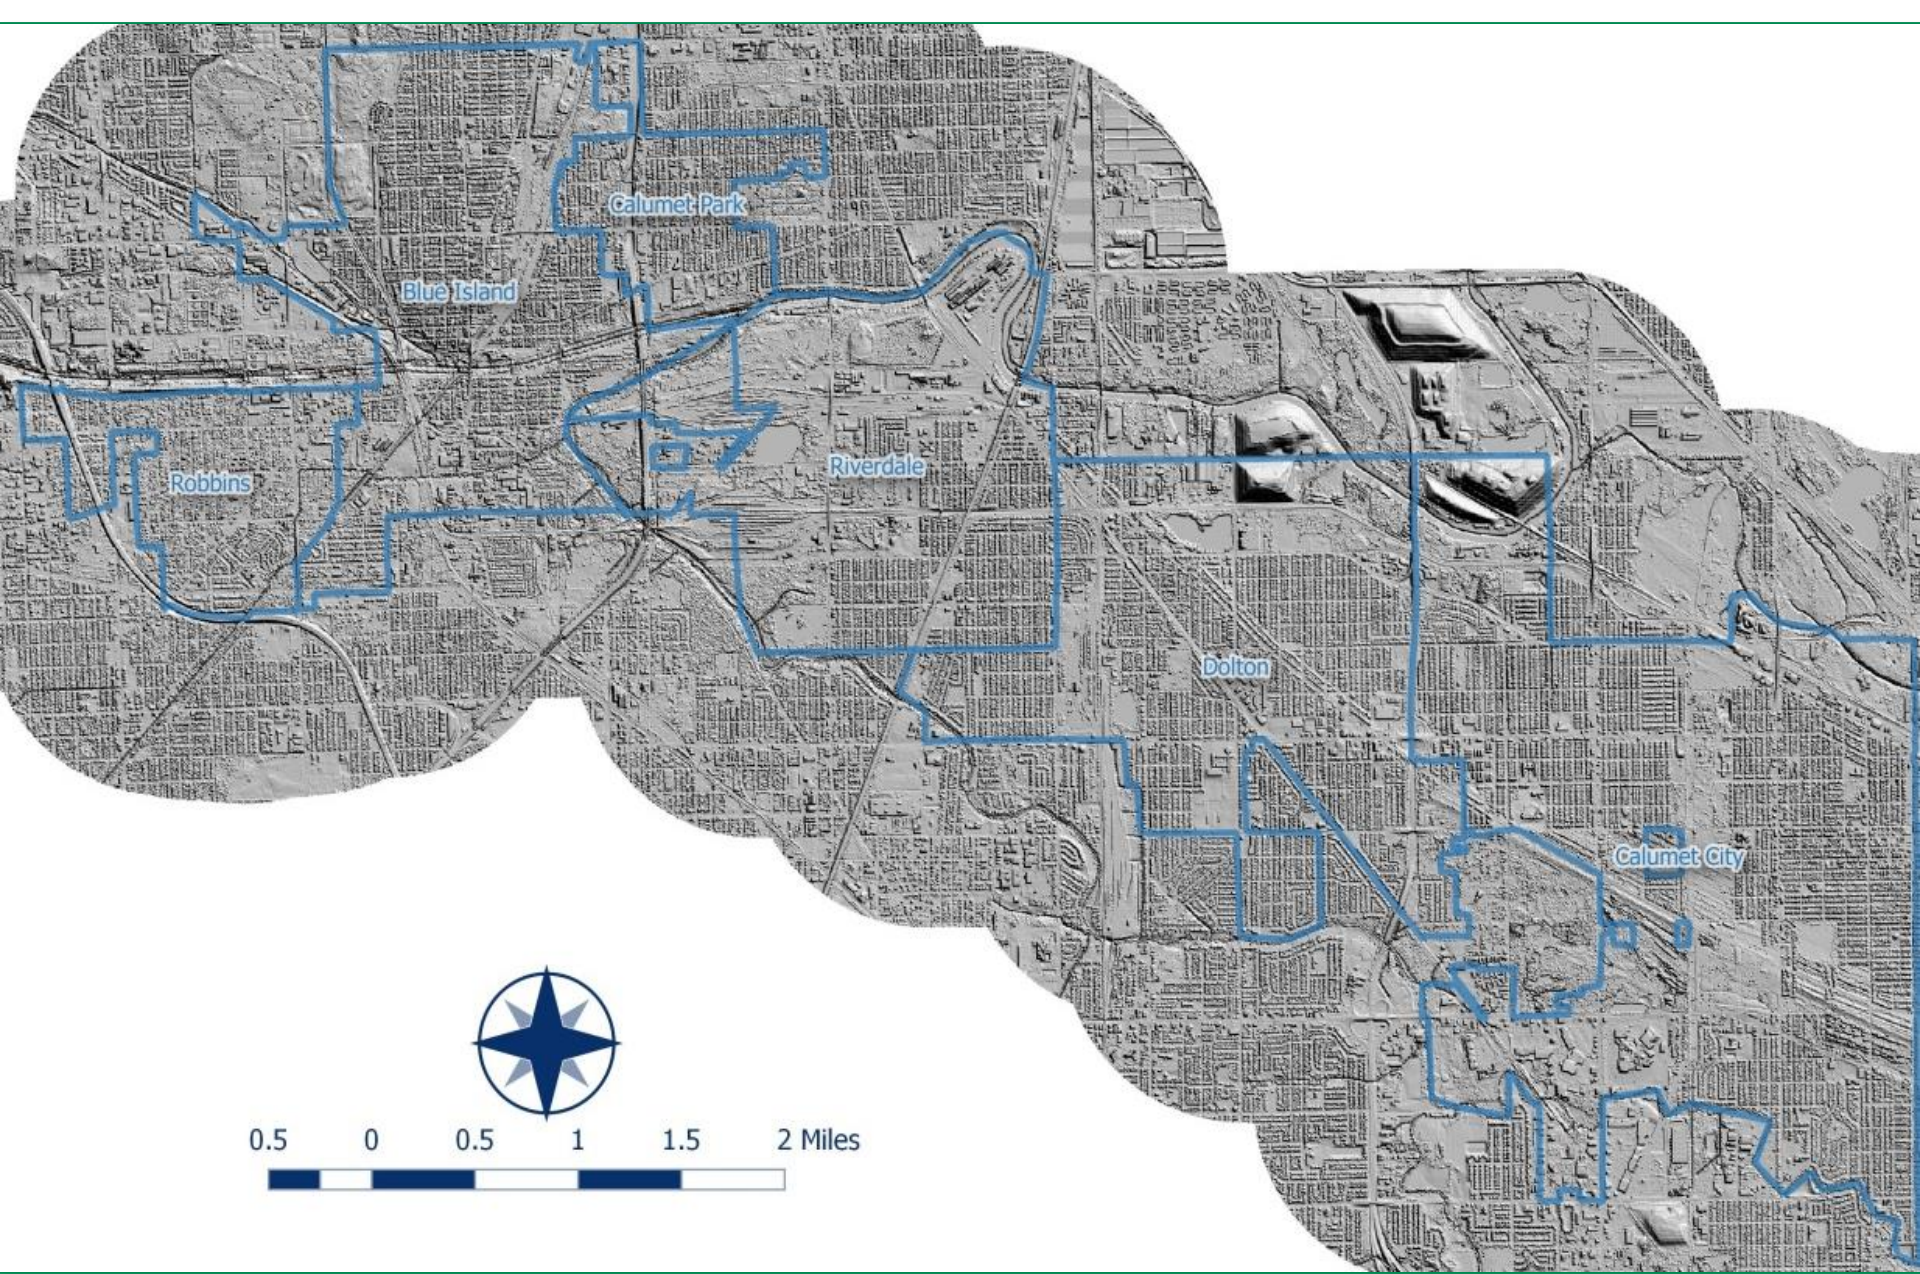 Calumet Park
Blue Island
Riverdale
Robbins
Dolton
Calumet City
0.5 0 0.5 1 1.5 2 Miles